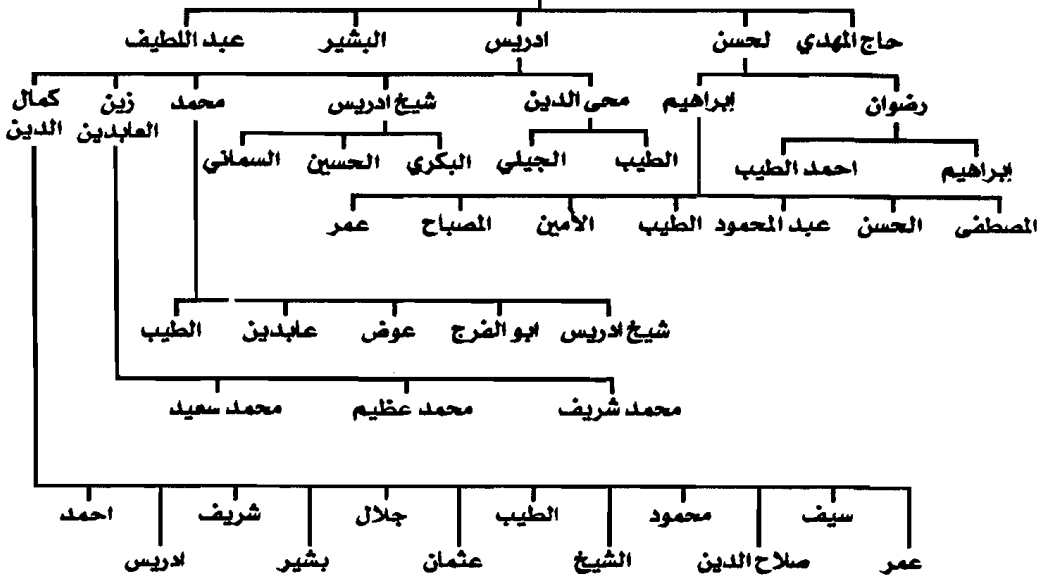 حاج المهدي لحسن ادريس البشير عبد اللطيف
رضوان إبراهيم محى الدين شيخ ادريس محمد زين العابدين كمال الدين
إبراهيم احمد الطيب الطيب الجيلي البكري الحسين السماني
المصطفى الحسن عبد المحمود الطيب الأمين المصباح عمر
شيخ ادريس ابو الفرج عوض عابدين الطيب
محمد شريف محمد عظيم محمد سعيد
سيف محمود الطيب جلال شريف احمد
عمر صلاح الدين الشيخ عثمان بشير ادريس